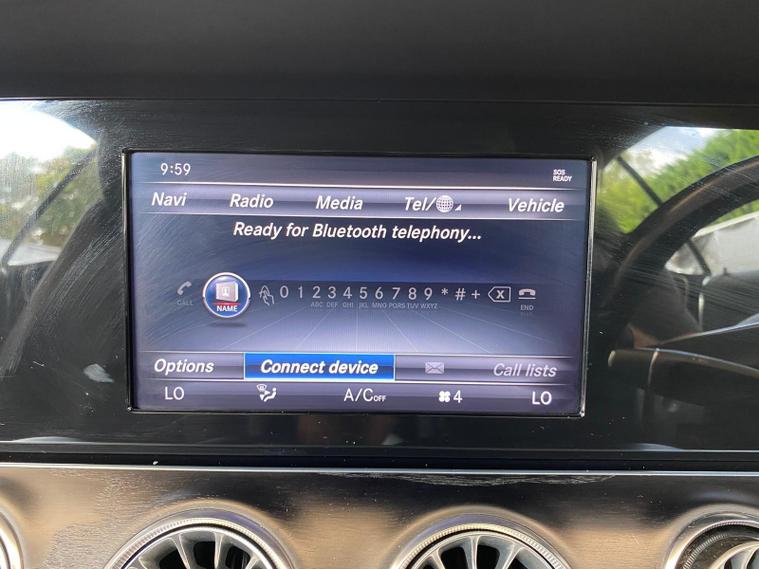 9:59
SOS
READY
Navi Radio Media Tel/ Vehicle
Ready for Bluetooth telephony...
CALL NAME 0 1 2 3 4 5 6 7 8 9 * # + X END
ABC DEF GHI JKL MNO PQRS TUV WXYZ
Options Connect device Call lists
LO A/C OFF 4 LO